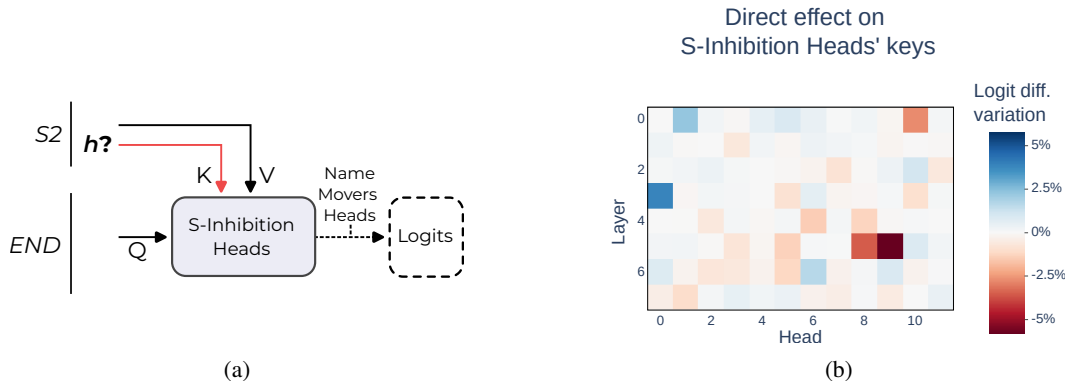 S2
h?
K
V
END
Q
S-Inhibition
Heads
Name
Movers
Heads
Logits
(a)
Direct effect on
S-Inhibition Heads' keys
Layer
0
2
4
6
0
2
4
6
8
10
Head
Logit diff.
variation
5%
2.5%
0%
-2.5%
-5%
(b)